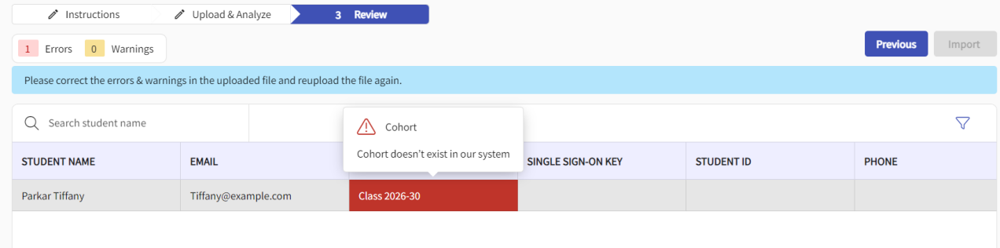 Instructions
Upload & Analyze
3 Review
1 Errors 0 Warnings
Previous
Import
Please correct the errors & warnings in the uploaded file and reupload the file again.
Search student name
Cohort
Cohort doesn't exist in our system
STUDENT NAME EMAIL SINGLE SIGN-ON KEY STUDENT ID PHONE
Parkar Tiffany Tiffany@example.com Class 2026-30